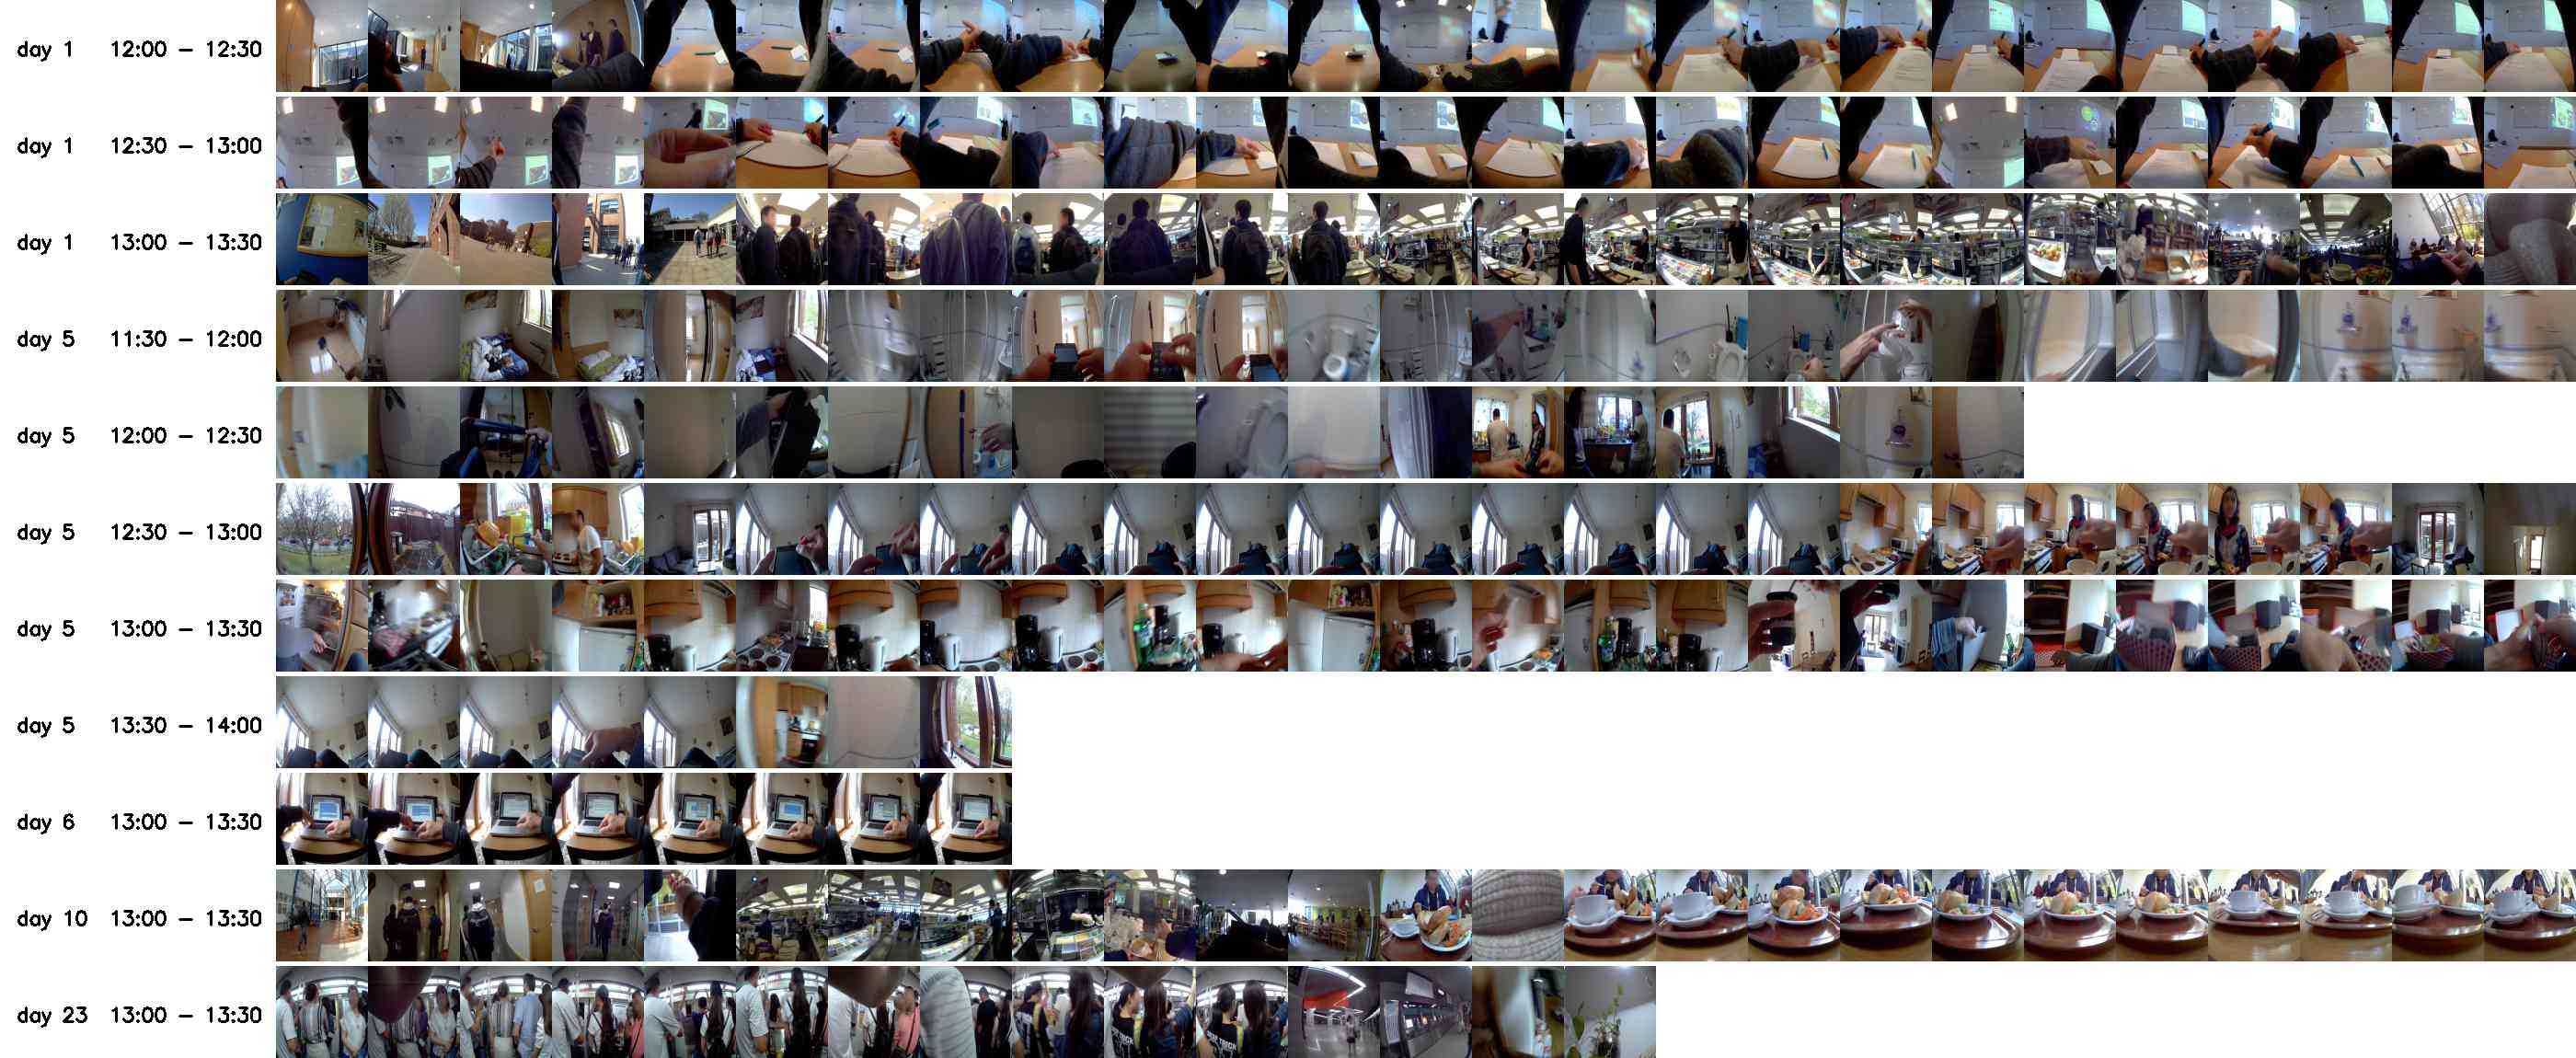 day 1 12:00 – 12:30
day 1 12:30 – 13:00
day 1 13:00 – 13:30
day 5 11:30 – 12:00
day 5 12:00 – 12:30
day 5 12:30 – 13:00
day 5 13:00 – 13:30
day 5 13:30 – 14:00
day 6 13:00 – 13:30
day 10 13:00 – 13:30
day 23 13:00 – 13:30